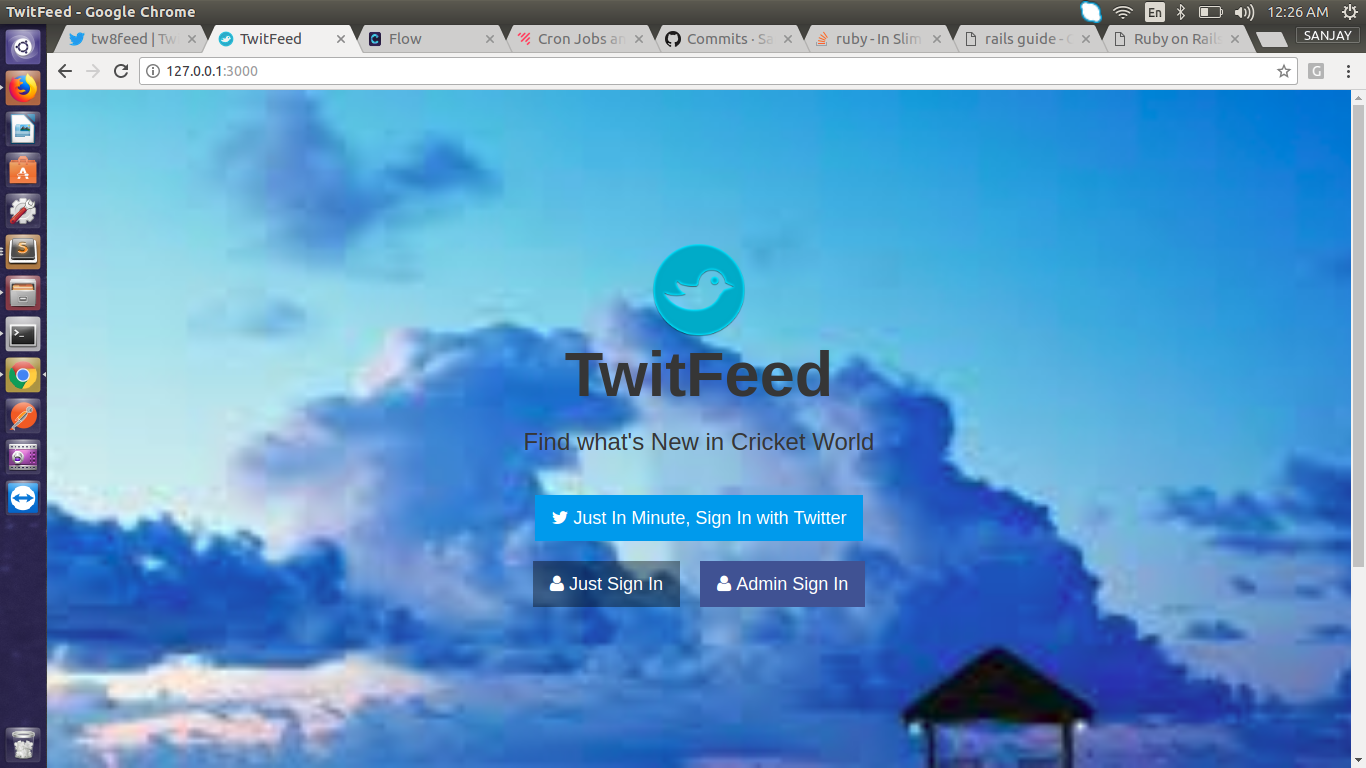 TwitFeed - Google Chrome
En
12:26 AM
tw8feed | Tw
TwitFeed
Flow
Cron Jobs an
Commits · Sa
ruby - In Slim
rails guide - G
Ruby on Rails
SANJAY
127.0.0.1:3000
TwitFeed
Find what's New in Cricket World
Just In Minute, Sign In with Twitter
Just Sign In
Admin Sign In